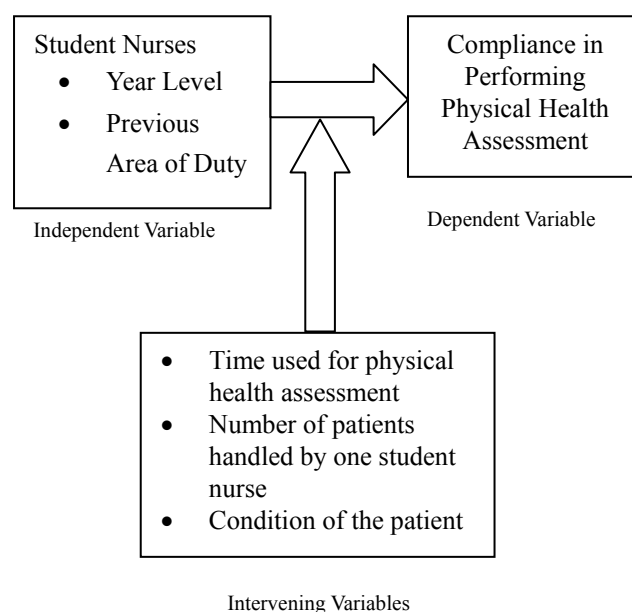 Student Nurses
• Year Level
• Previous
Area of Duty
Independent Variable
Compliance in
Performing
Physical Health
Assessment
Dependent Variable
• Time used for physical
health assessment
• Number of patients
handled by one student
nurse
• Condition of the patient
Intervening Variables